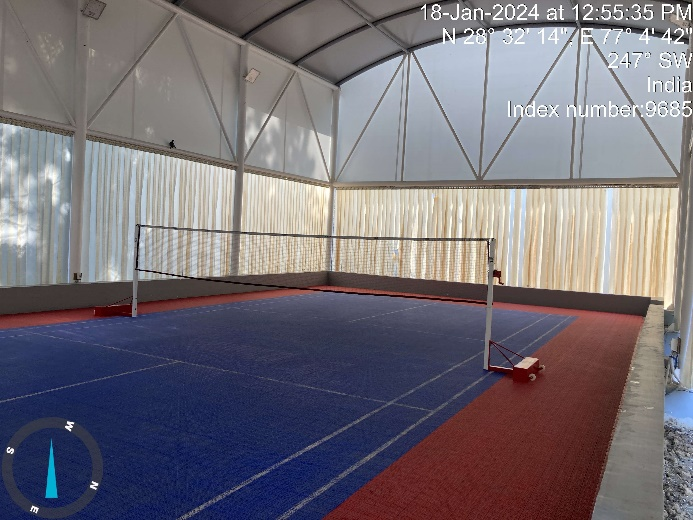 18-Jan-2024 at 12:55:35 PM
N 28° 32' 14", E 77° 4' 42"
247° SW
India
Index number:9685
W
S
N
E